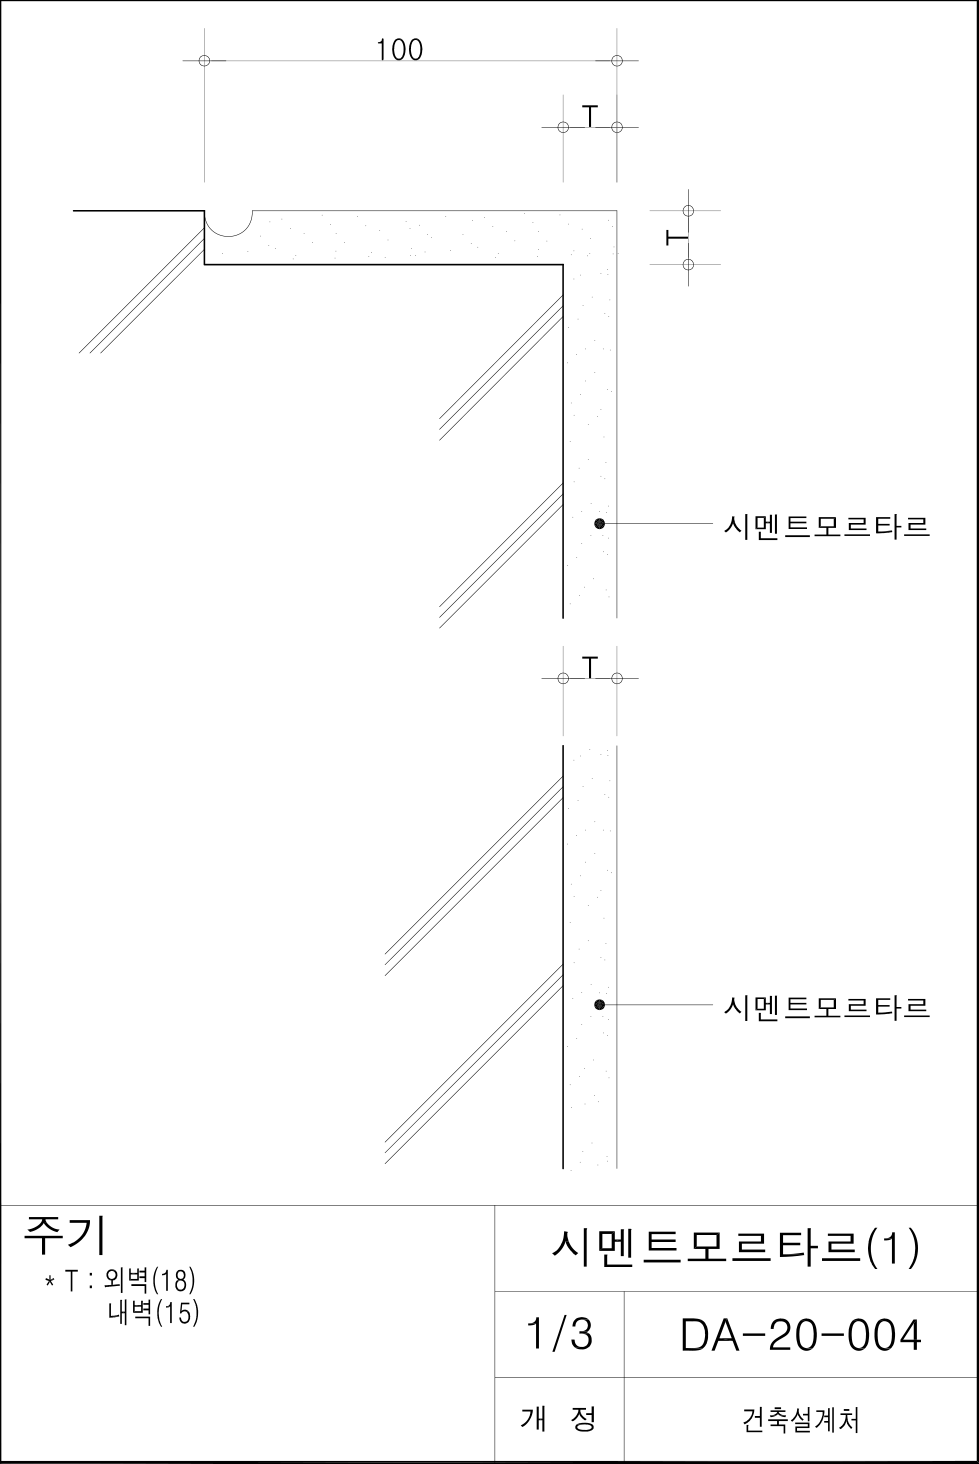 100
T
T
시멘트모르타르
T
시멘트모르타르
주기
* T : 외벽(18)
내벽(15)
시멘트모르타르(1)
1/3
DA-20-004
개 정
건축설계처